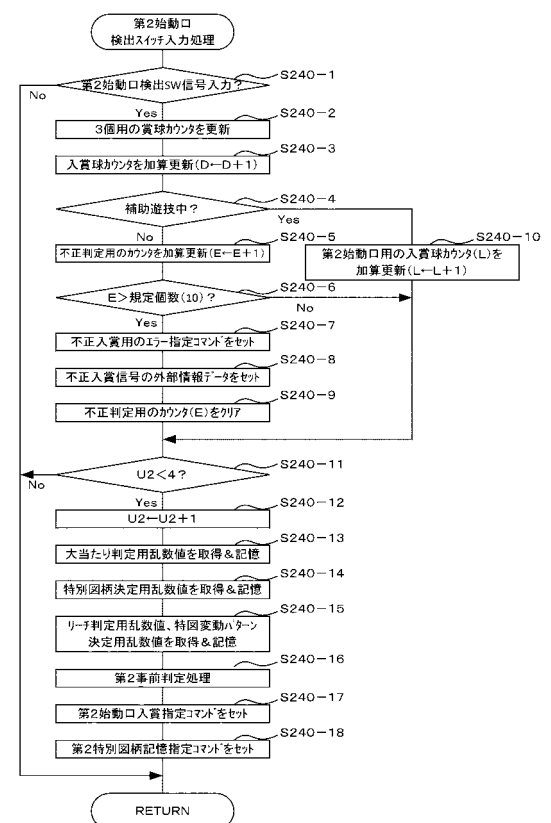 第2始動口
検出スイッチ入力処理
S240-1
第2始動口検出SW信号入力?
No
Yes
S240-2
3個用の賞球カウンタを更新
S240-3
入賞球カウンタを加算更新(D←D+1)
S240-4
補助遊技中?
Yes
No
S240-5
不正判定用のカウンタを加算更新(E←E+1)
S240-10
第2始動口用の入賞球カウンタ(L)を
加算更新(L←L+1)
S240-6
E>規定個数(10)?
No
Yes
S240-7
不正入賞用のエラー指定コマンドをセット
S240-8
不正入賞信号の外部情報データをセット
S240-9
不正判定用のカウンタ(E)をクリア
S240-11
U2<4?
No
Yes
S240-12
U2←U2+1
S240-13
大当たり判定用乱数値を取得&記憶
S240-14
特別図柄決定用乱数値を取得&記憶
S240-15
リーチ判定用乱数値、特図変動パターン
決定用乱数値を取得&記憶
S240-16
第2事前判定処理
S240-17
第2始動口入賞指定コマンドをセット
S240-18
第2特別図柄記憶指定コマンドをセット
RETURN